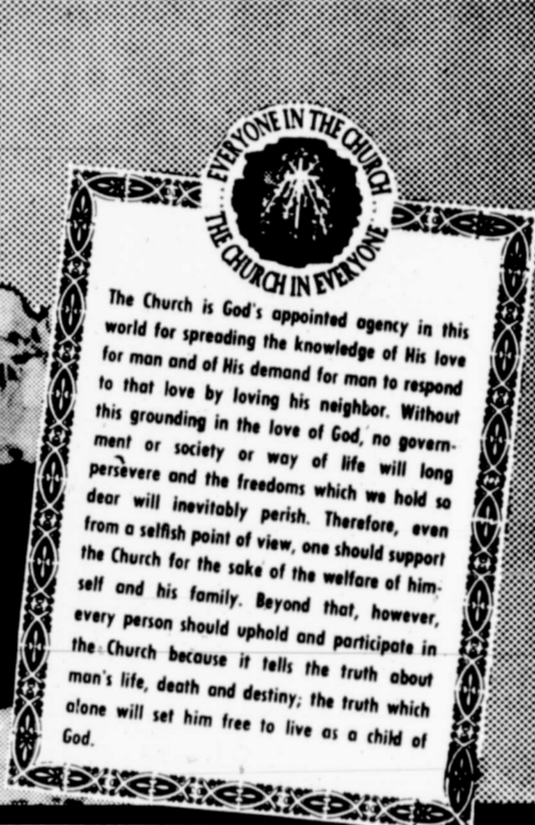 EVERYONE IN THE CHURCH
THE CHURCH IN EVERYONE
The Church is God's appointed agency in this
world for spreading the knowledge of His love
for man and of His demand for man to respond
to that love by loving his neighbor. Without
this grounding in the love of God, no govern-
ment or society or way of life will long
persevere and the freedoms which we hold so
dear will inevitably perish. Therefore, even
from a selfish point of view, one should support
the Church for the sake of the welfare of him-
self and his family. Beyond that, however,
every person should uphold and participate in
the Church because it tells the truth about
man's life, death and destiny; the truth which
alone will set him free to live as a child of
God.